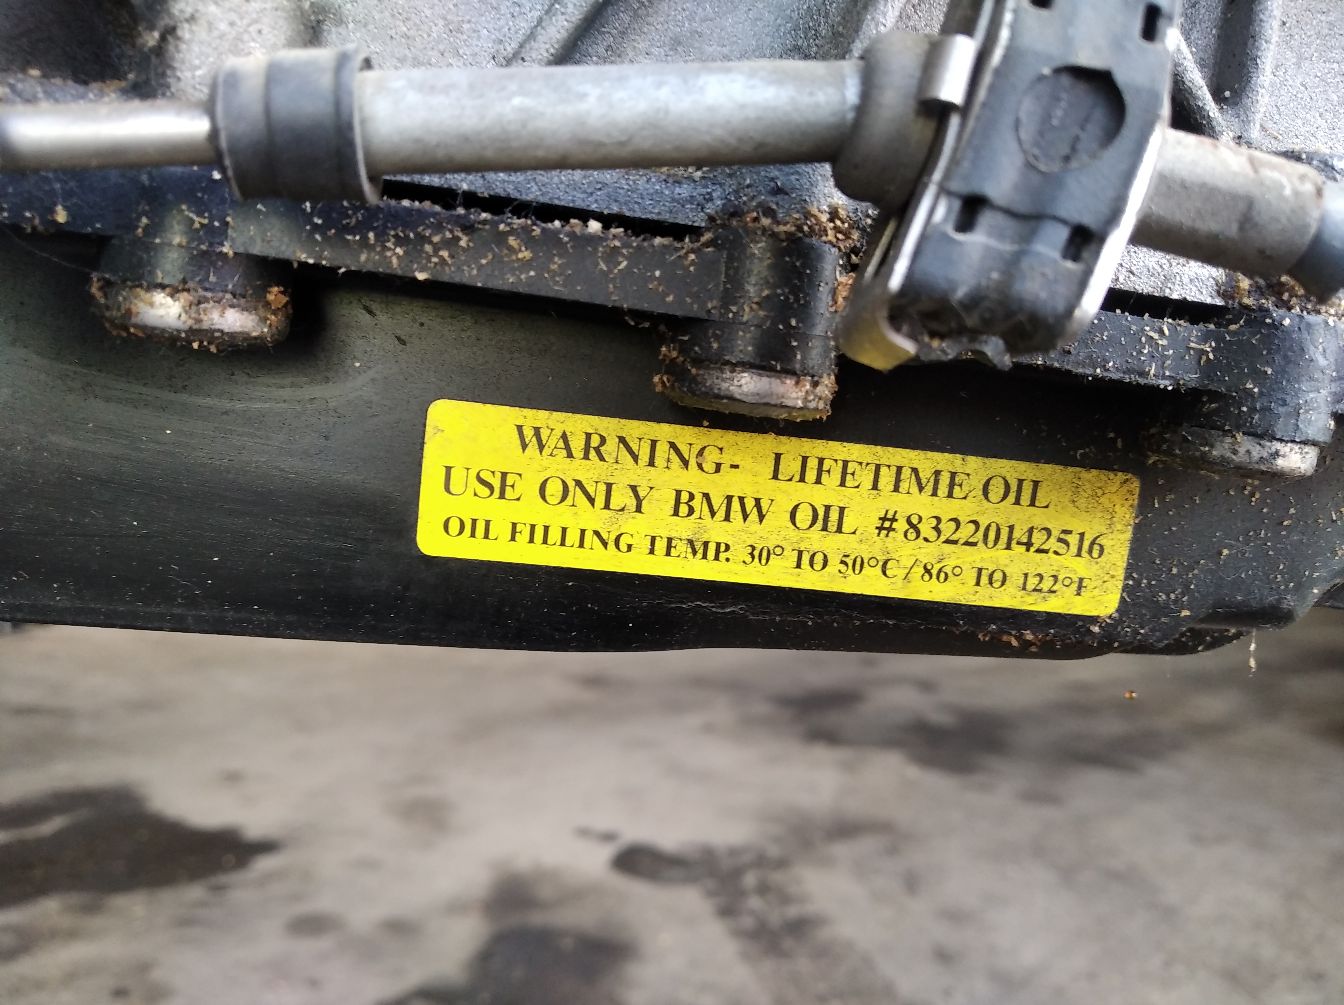 WARNING- LIFETIME OIL
USE ONLY BMW OIL #83220142516
OIL FILLING TEMP. 30° TO 50°C/86° TO 122°F